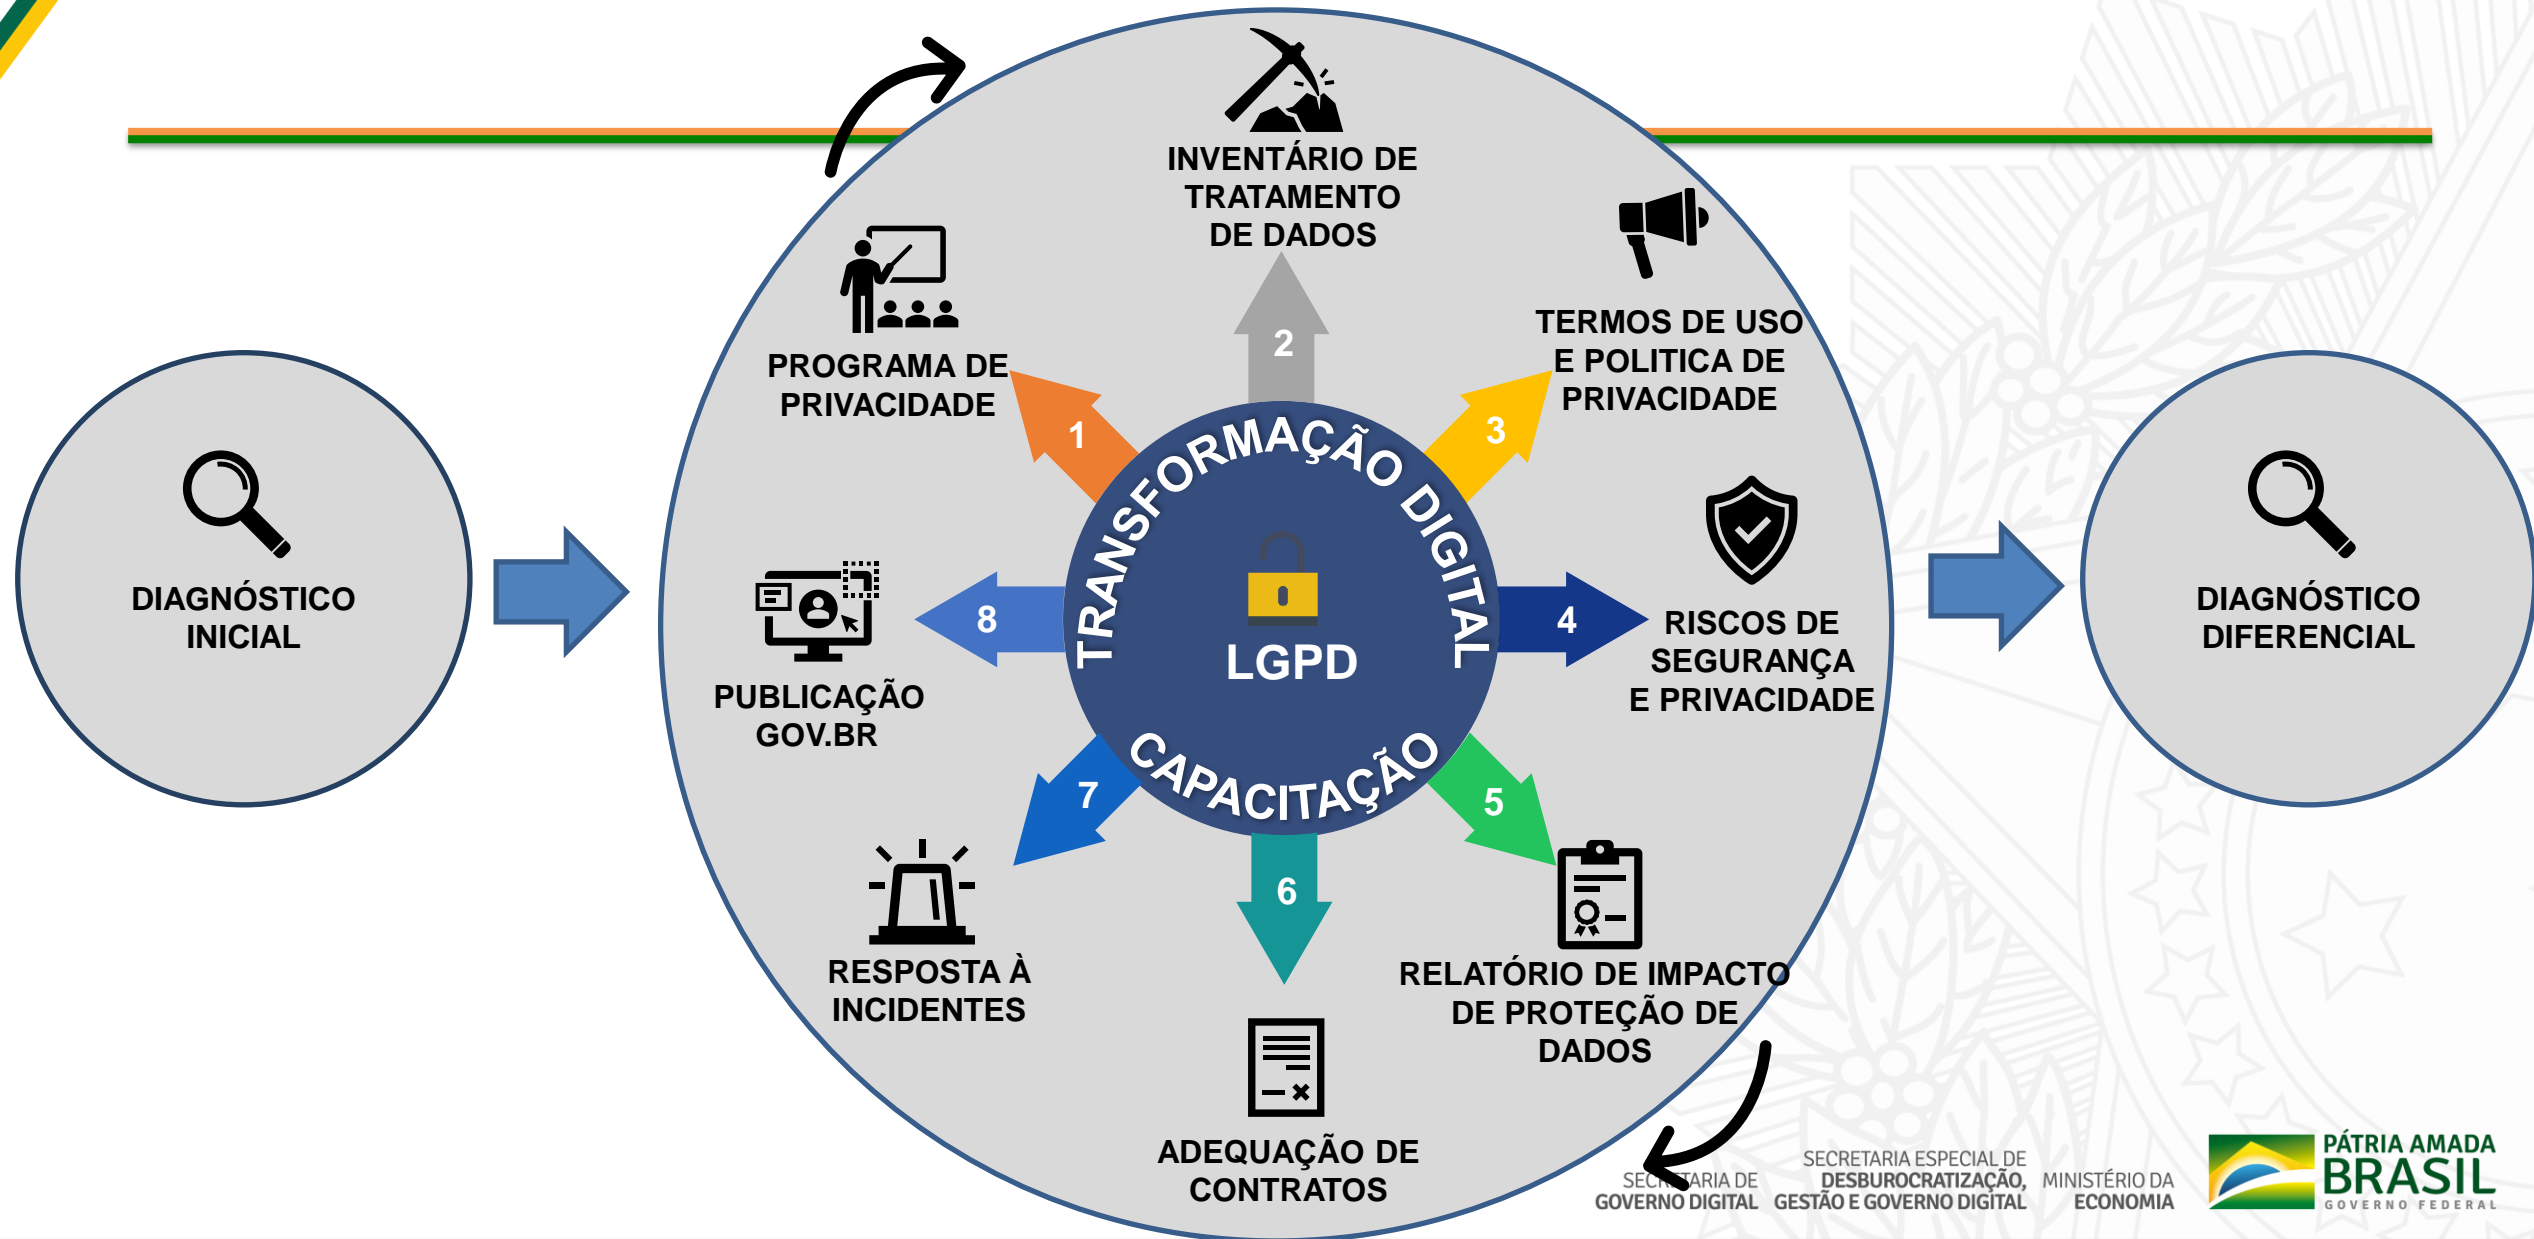 DIAGNÓSTICO
INICIAL
PROGRAMA DE
PRIVACIDADE
1
INVENTÁRIO DE
TRATAMENTO
DE DADOS
2
TERMOS DE USO
E POLITICA DE
PRIVACIDADE
3
RISCOS DE
SEGURANÇA
E PRIVACIDADE
4
RELATÓRIO DE IMPACTO
DE PROTEÇÃO DE
DADOS
5
ADEQUAÇÃO DE
CONTRATOS
6
RESPOSTA À
INCIDENTES
7
PUBLICAÇÃO
GOV.BR
8
TRANSFORMAÇÃO DIGITAL
LGPD
CAPACITAÇÃO
DIAGNÓSTICO
DIFERENCIAL
SECRETARIA DE
GOVERNO DIGITAL
SECRETARIA ESPECIAL DE
DESBUROCRATIZAÇÃO,
GESTÃO E GOVERNO DIGITAL
MINISTÉRIO DA
ECONOMIA
PÁTRIA AMADA
BRASIL
GOVERNO FEDERAL